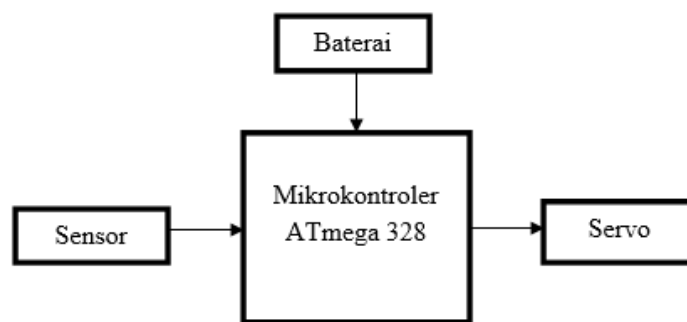 Baterai
Mikrokontroler
ATmega 328
Sensor
Servo